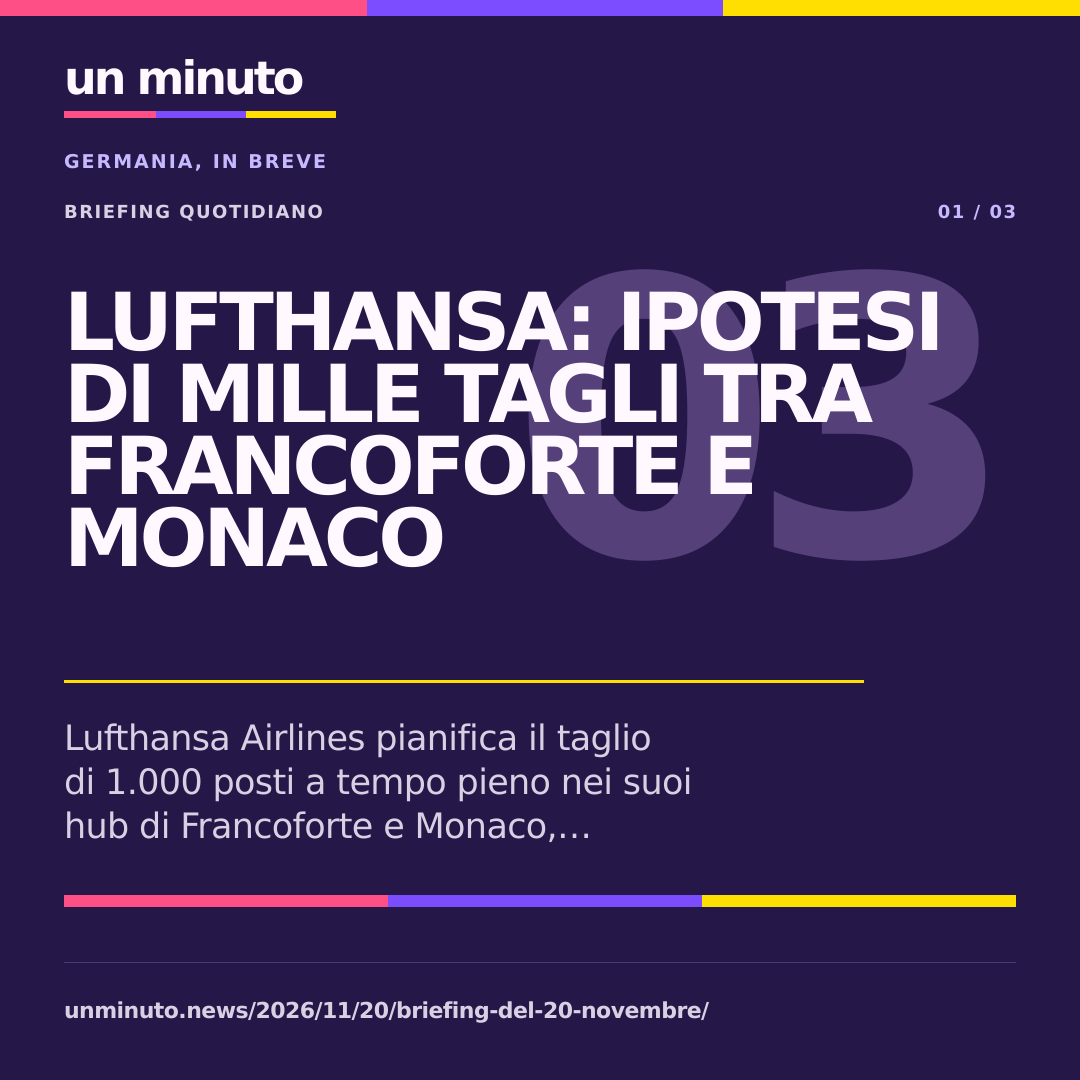 un minuto
GERMANIA, IN BREVE
BRIEFING QUOTIDIANO
01 / 03
03
LUFTHANSA: IPOTESI
DI MILLE TAGLI TRA
FRANCOFORTE E
MONACO
Lufthansa Airlines pianifica il taglio
di 1.000 posti a tempo pieno nei suoi
hub di Francoforte e Monaco,…
unminuto.news/2026/11/20/briefing-del-20-novembre/